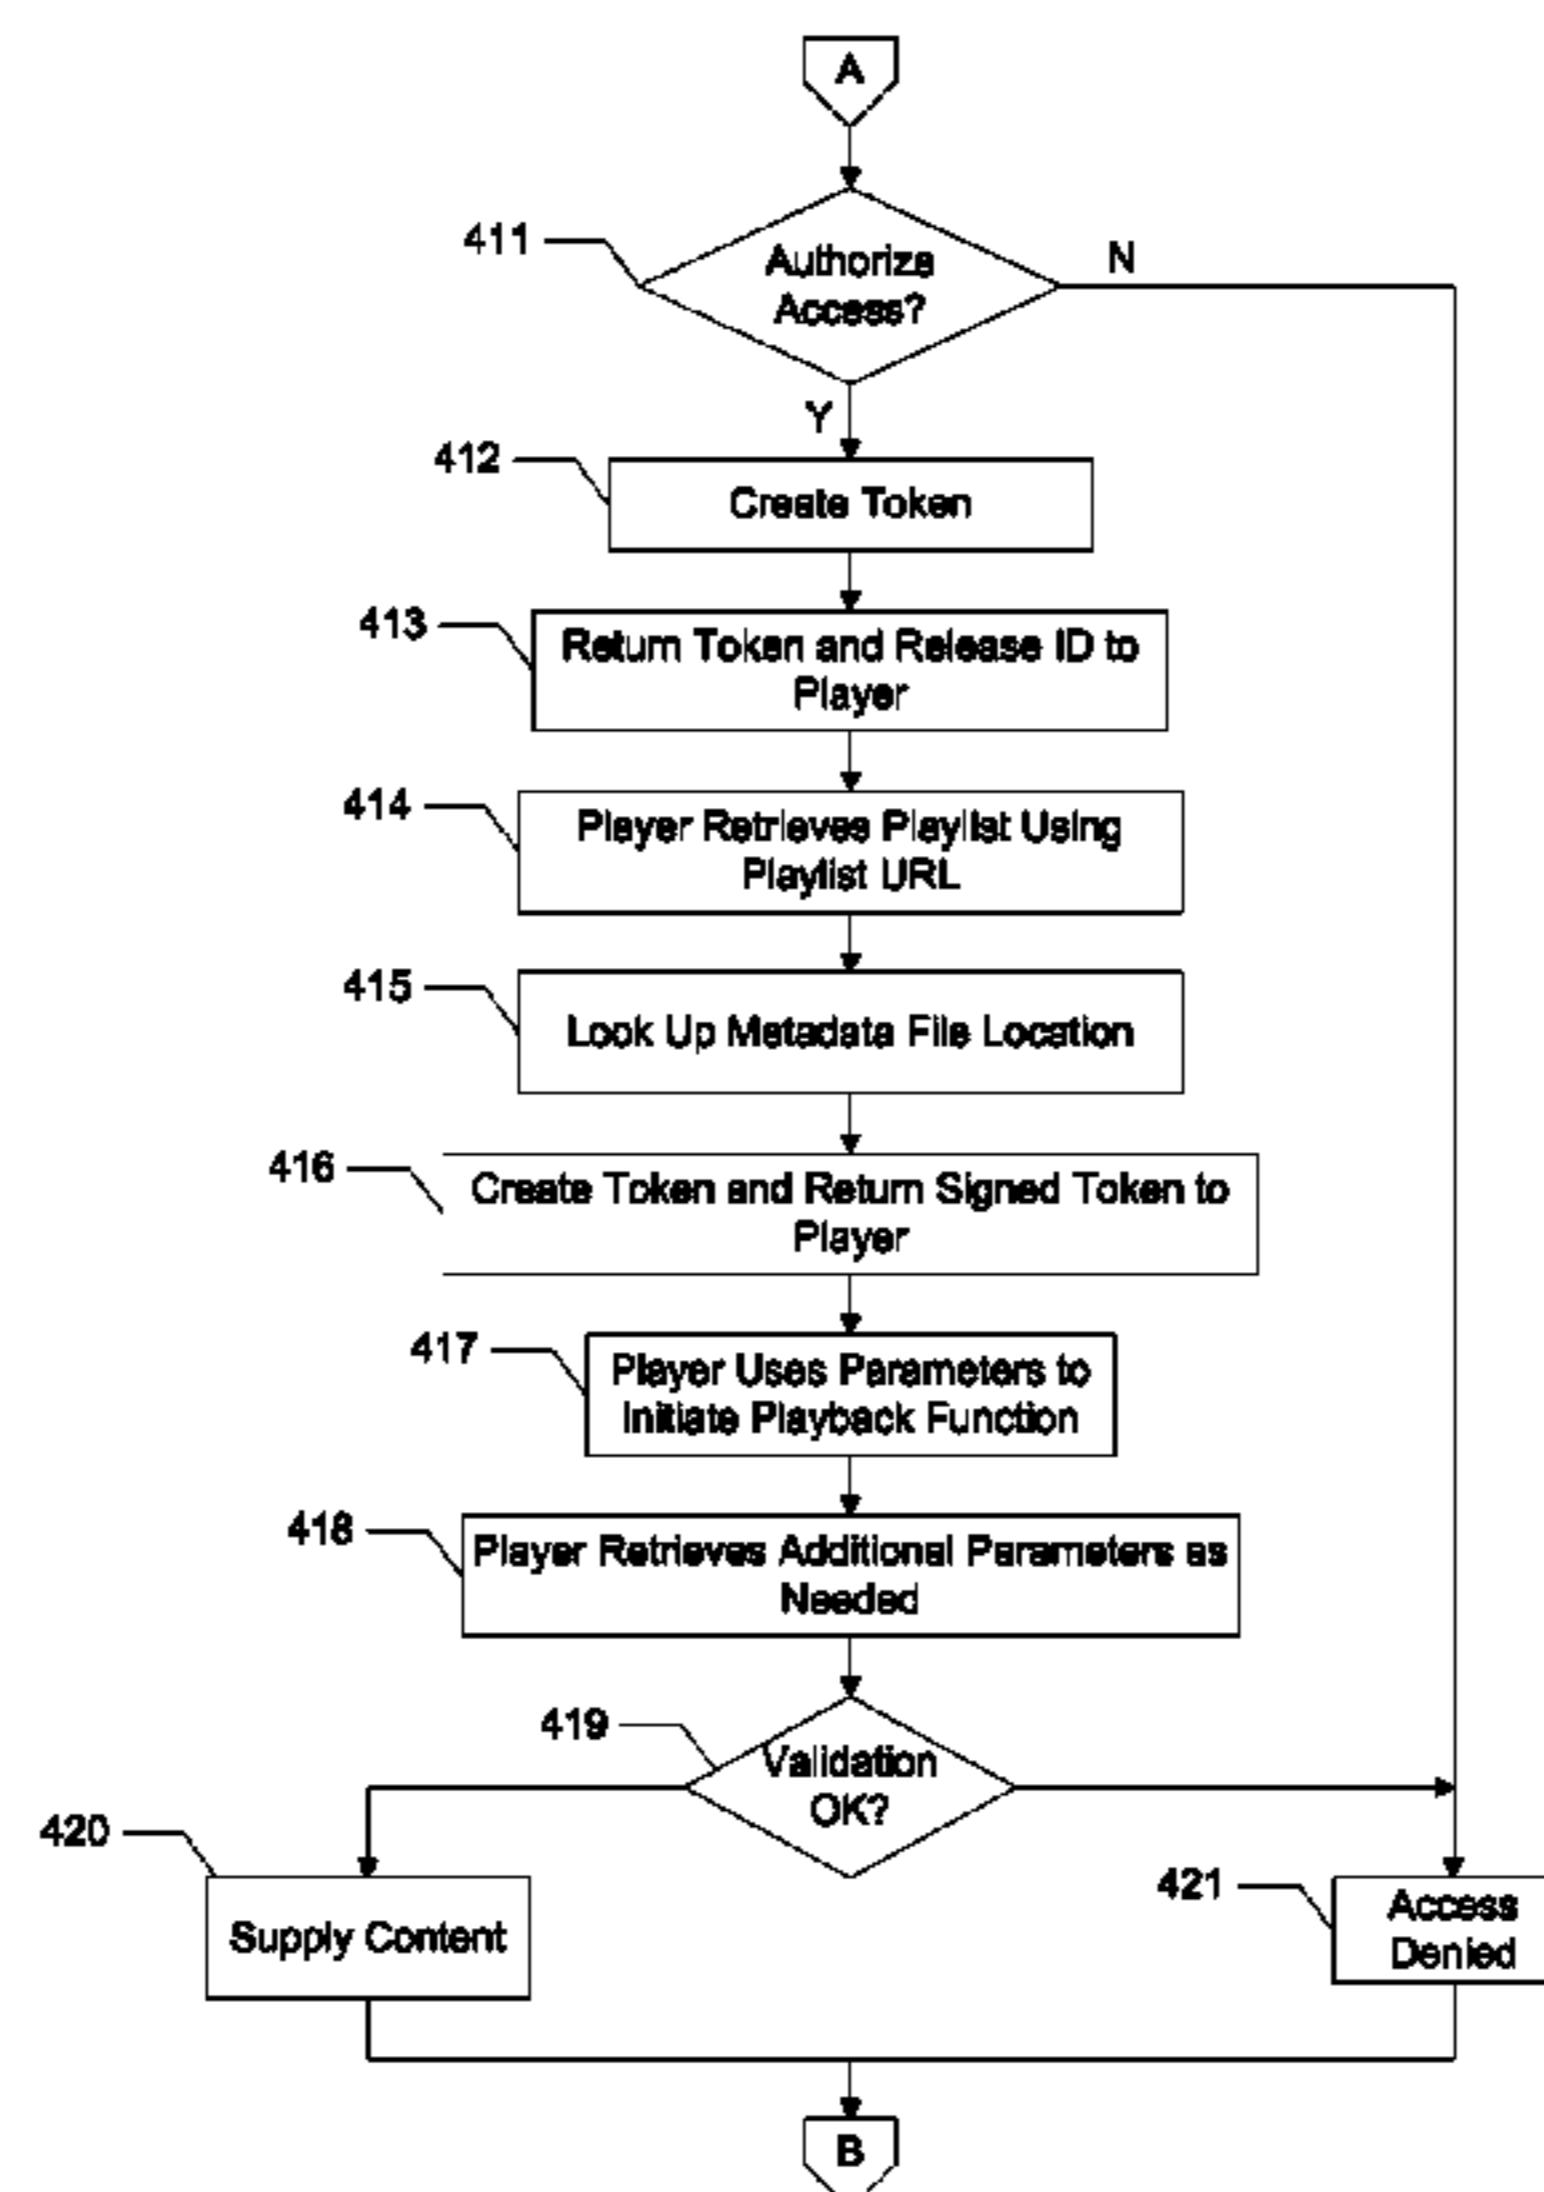 A
411
Authorize
Access?
N
Y
412
Create Token
413
Return Token and Release ID to
Player
414
Player Retrieves Playlist Using
Playlist URL
415
Look Up Metadata File Location
416
Create Token and Return Signed Token to
Player
417
Player Uses Parameters to
Initiate Playback Function
418
Player Retrieves Additional Parameters as
Needed
419
Validation
OK?
420
Supply Content
421
Access
Denied
B